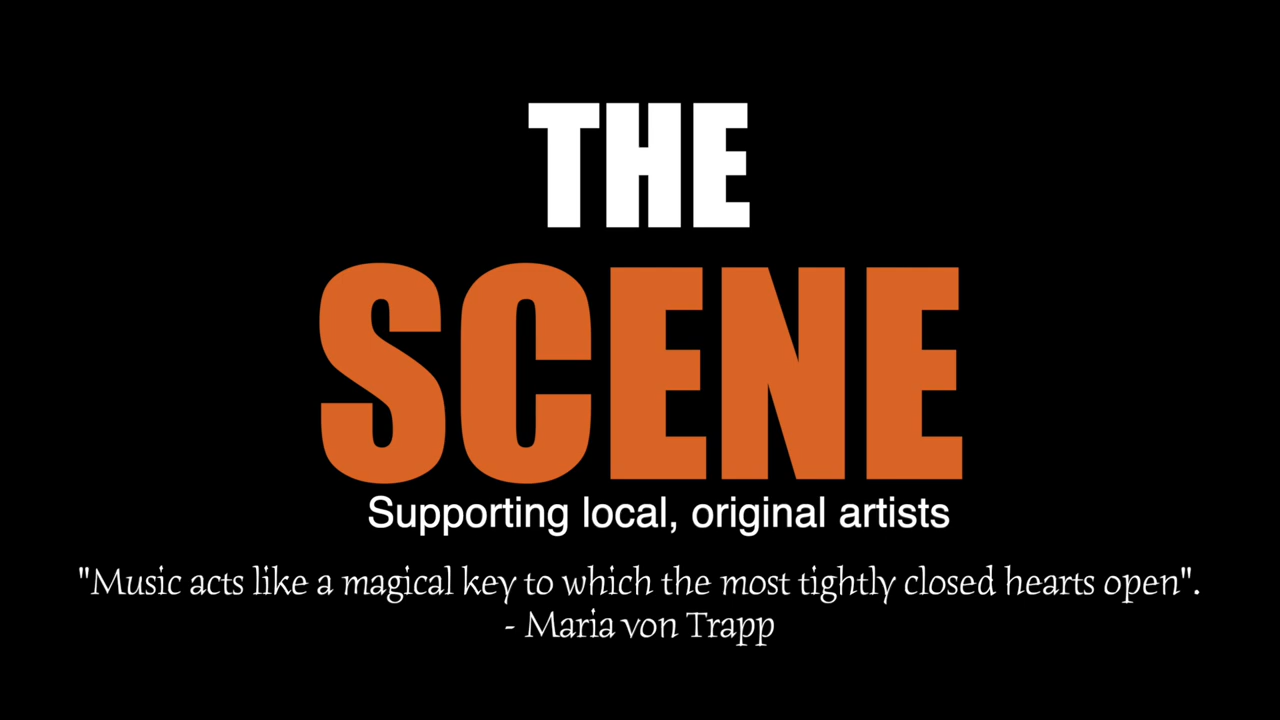 THE
SCENE
Supporting local, original artists
"Music acts like a magical key to which the most tightly closed hearts open".
- Maria von Trapp